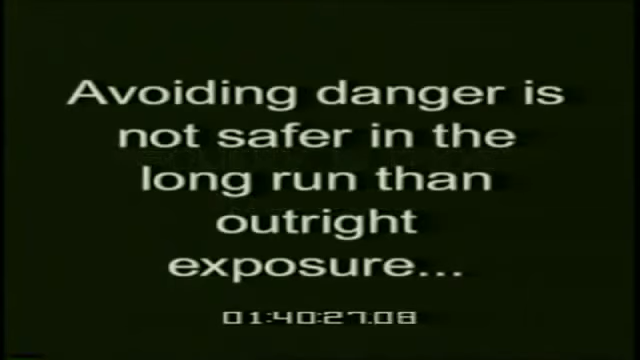 Avoiding danger is
not safer in the
long run than
outright
exposure...
01:40:27.08